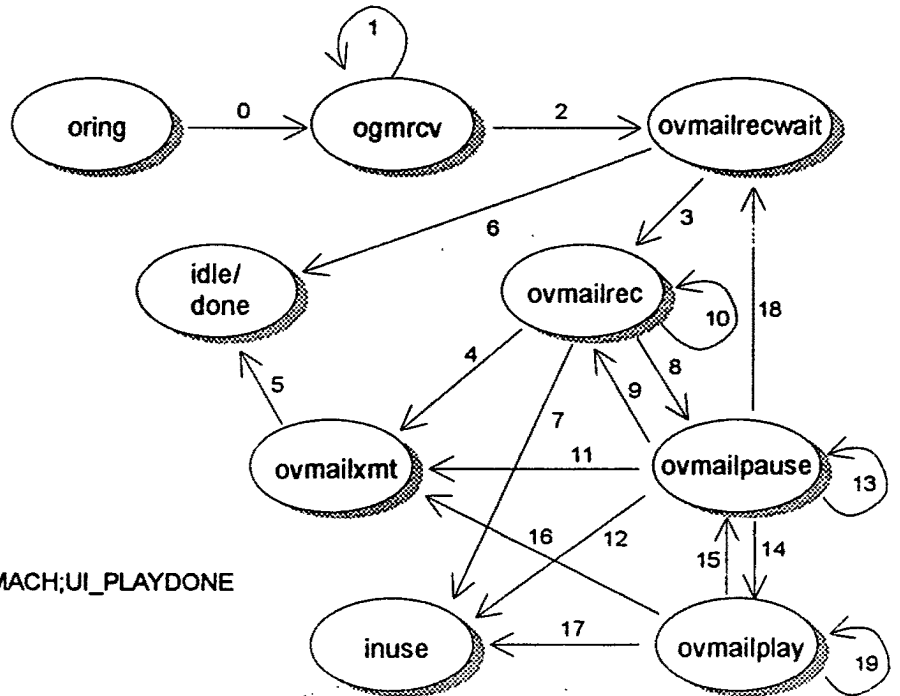 1
0
2
oring
ogmrcv
ovmailrecwait
3
6
idle/
done
ovmailrec
10
18
4
8
5
9
7
ovmailxmt
11
ovmailpause
13
16
12
15
14
MACH;UI_PLAYDONE
inuse
17
ovmailplay
19